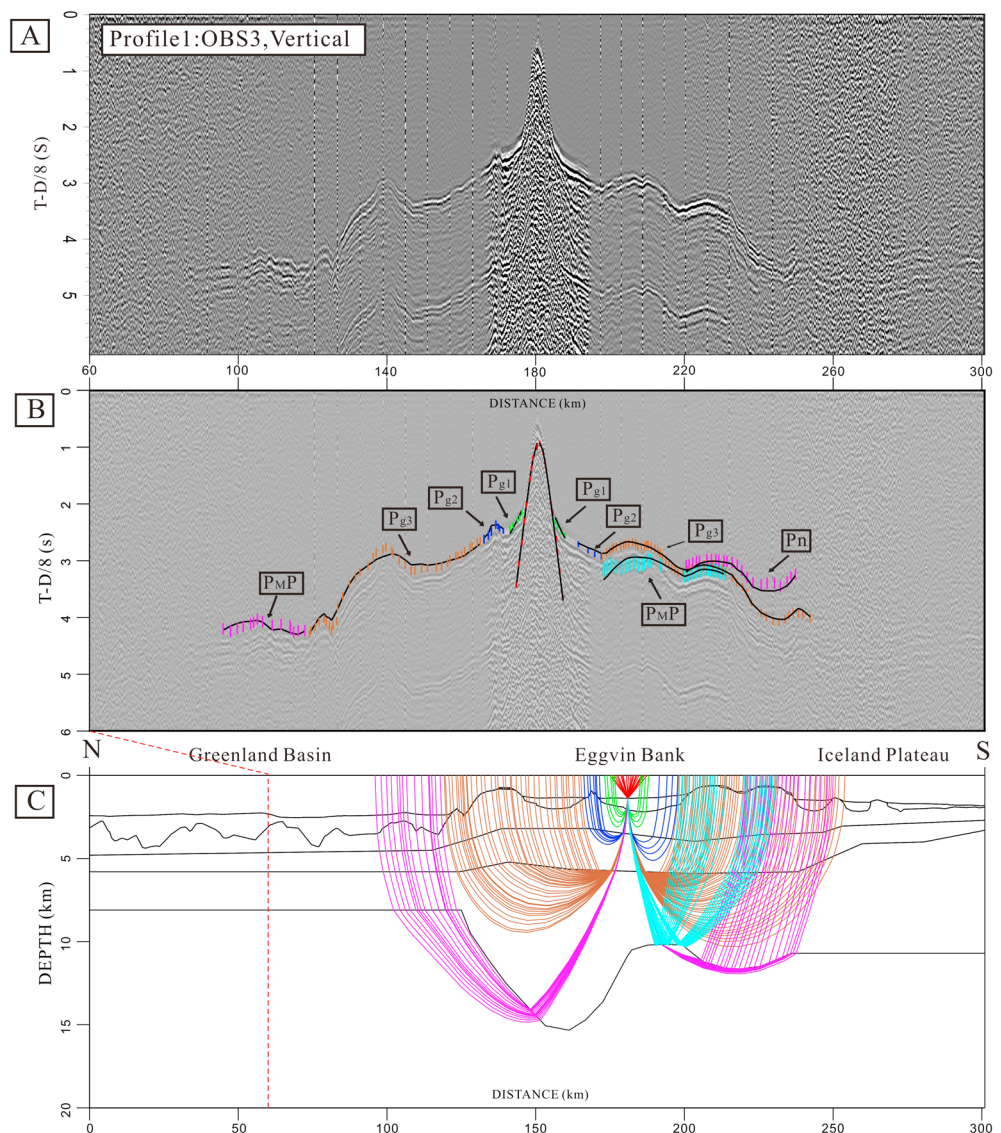 A
Profile1:OBS3,Vertical
0
1
2
3
4
5
T-D/8 (S)
60 100 140 180 220 260 300
B
DISTANCE (km)
0
1
2
3
4
5
6
T-D/8 (s)
Pg1
Pg2
Pg3
PMP
Pg1
Pg2
Pg3
Pn
PMP
N S
Greenland Basin Eggvin Bank Iceland Plateau
C
0
5
10
15
20
DEPTH (km)
DISTANCE (km)
0 50 100 150 200 250 300